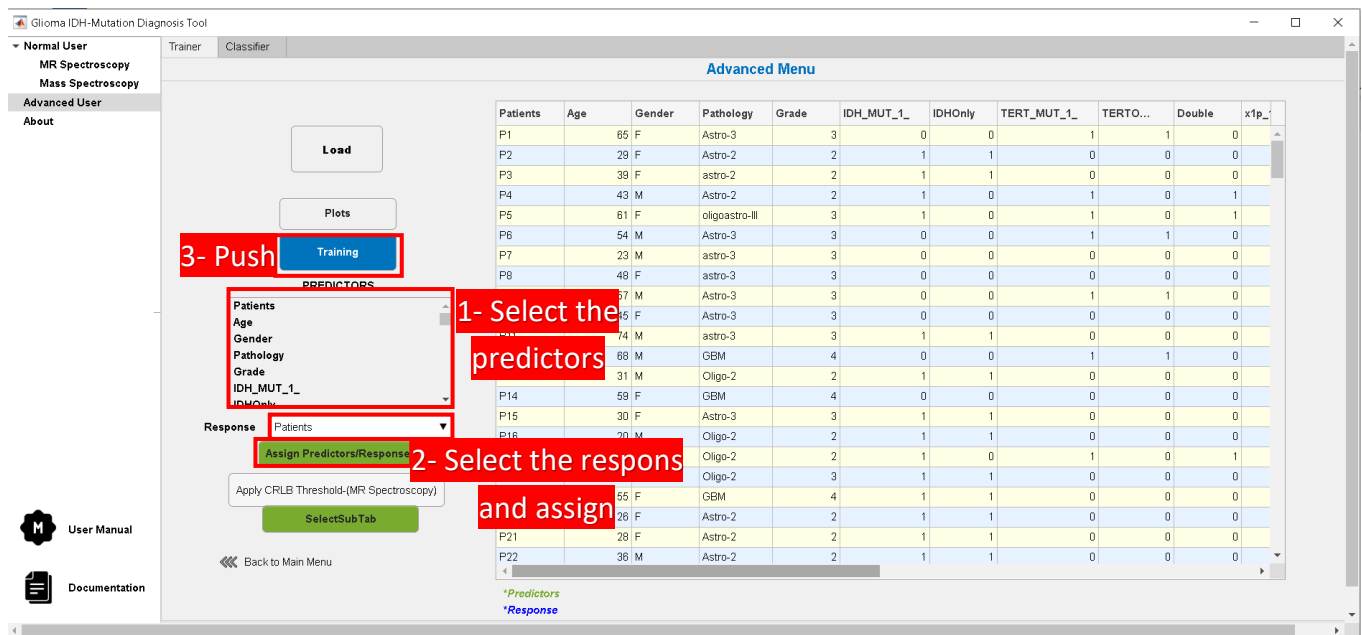 Glioma IDH-Mutation Diagnosis Tool
Normal User
MR Spectroscopy
Mass Spectroscopy
Advanced User
About
User Manual
Documentation
Trainer Classifier
Advanced Menu
Load
Plots
3- Push
Training
PREDICTORS
Patients
Age
Gender
Pathology
Grade
IDH_MUT_1_
IDHOnly
1- Select the
predictors
Response Patients
Assign Predictors/Response
2- Select the respons
and assign
Apply CRLB Threshold-(MR Spectroscopy)
SelectSubTab
Back to Main Menu
Patients Age Gender Pathology Grade IDH_MUT_1_ IDHOnly TERT_MUT_1_ TERTO... Double x1p_
P1 65 F Astro-3 3 0 0 1 1 0
P2 29 F Astro-2 2 1 1 0 0 0
P3 39 F astro-2 2 1 1 0 0 0
P4 43 M Astro-2 2 1 0 1 0 1
P5 61 F oligoastro-III 3 1 0 1 0 1
P6 54 M Astro-3 3 0 0 1 1 0
P7 23 M astro-3 3 0 0 0 0 0
P8 48 F astro-3 3 0 0 0 0 0
57 M Astro-3 3 0 0 1 1 0
45 F Astro-3 3 0 0 0 0 0
74 M astro-3 3 1 1 0 0 0
68 M GBM 4 0 0 1 1 0
31 M Oligo-2 2 1 1 0 0 0
P14 59 F GBM 4 0 0 0 0 0
P15 30 F Astro-3 3 1 1 0 0 0
P16 20 M Oligo-2 2 1 1 0 0 0
Oligo-2 2 1 0 1 0 1
Oligo-2 3 1 1 0 0 0
55 F GBM 4 1 1 0 0 0
26 F Astro-2 2 1 1 0 0 0
P21 28 F Astro-2 2 1 1 0 0 0
P22 36 M Astro-2 2 1 1 0 0 0
*Predictors
*Response